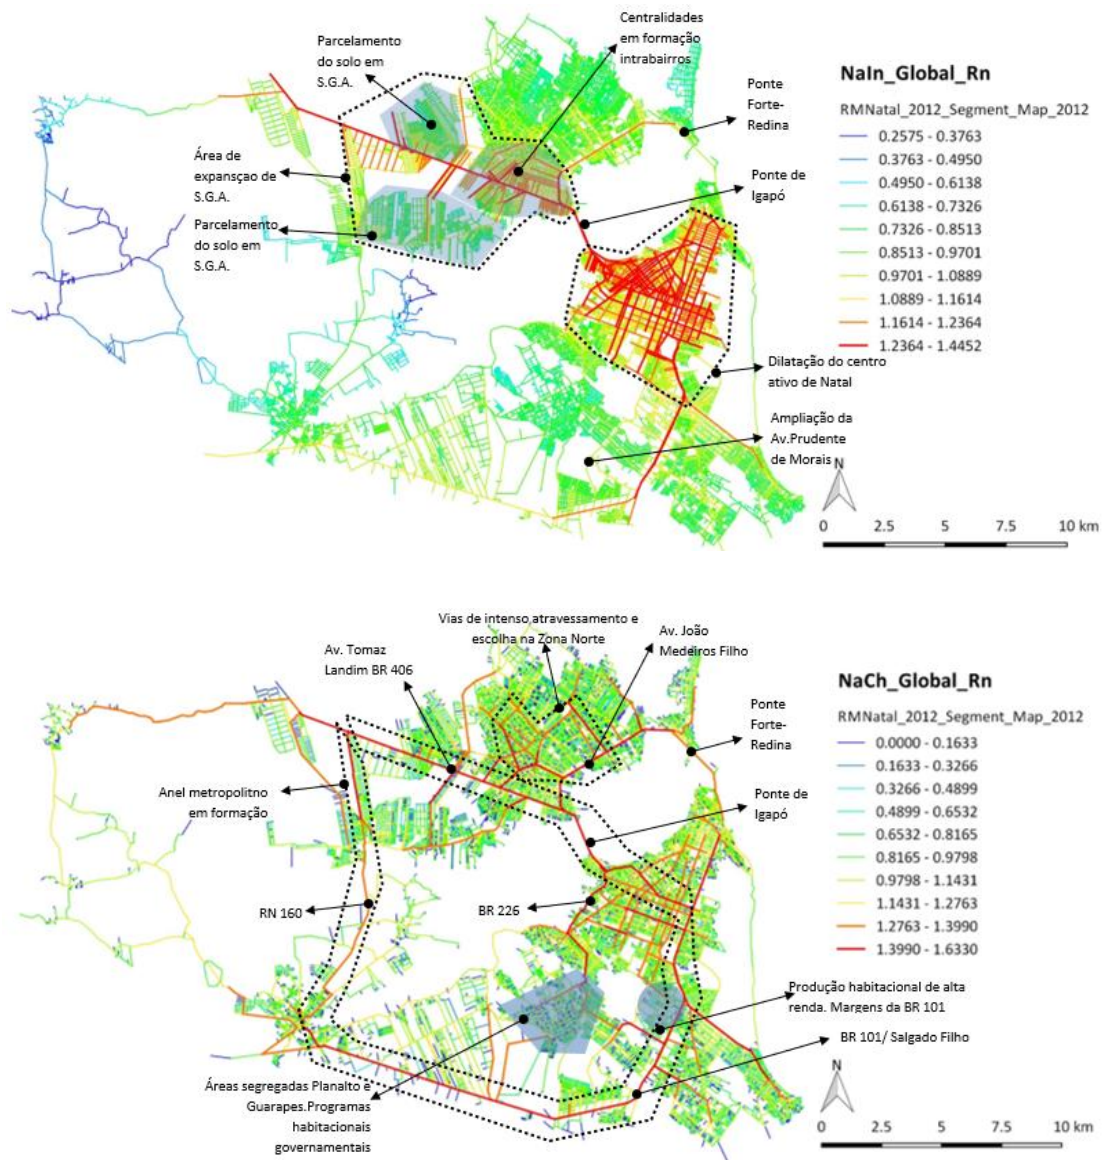 Parcelamento
do solo em
S.G.A.
Centralidades
em formação
intrabairros
Ponte
Forte-
Redina
Ponte de
Igapó
Área de
expansçao de
S.G.A.
Parcelamento
do solo em
S.G.A.
Dilatação do centro
ativo de Natal
Ampliação da
Av.Prudente
de Morais
NaIn_Global_Rn
RMNatal_2012_Segment_Map_2012
0.2575 - 0.3763
0.3763 - 0.4950
0.4950 - 0.6138
0.6138 - 0.7326
0.7326 - 0.8513
0.8513 - 0.9701
0.9701 - 1.0889
1.0889 - 1.1614
1.1614 - 1.2364
1.2364 - 1.4452
N
0 2.5 5 7.5 10 km
Vias de intenso atravessamento e
escolha na Zona Norte
Av. Tomaz
Landim BR 406
Av. João
Medeiros Filho
Ponte
Forte-
Redina
Anel metropolitno
em formação
Ponte de
Igapó
RN 160
BR 226
Produção habitacional de alta
renda. Margens da BR 101
BR 101/ Salgado Filho
Áreas segregadas Planalto e
Guarapes.Programas
habitacionais
governamentais
NaCh_Global_Rn
RMNatal_2012_Segment_Map_2012
0.0000 - 0.1633
0.1633 - 0.3266
0.3266 - 0.4899
0.4899 - 0.6532
0.6532 - 0.8165
0.8165 - 0.9798
0.9798 - 1.1431
1.1431 - 1.2763
1.2763 - 1.3990
1.3990 - 1.6330
N
0 2.5 5 7.5 10 km